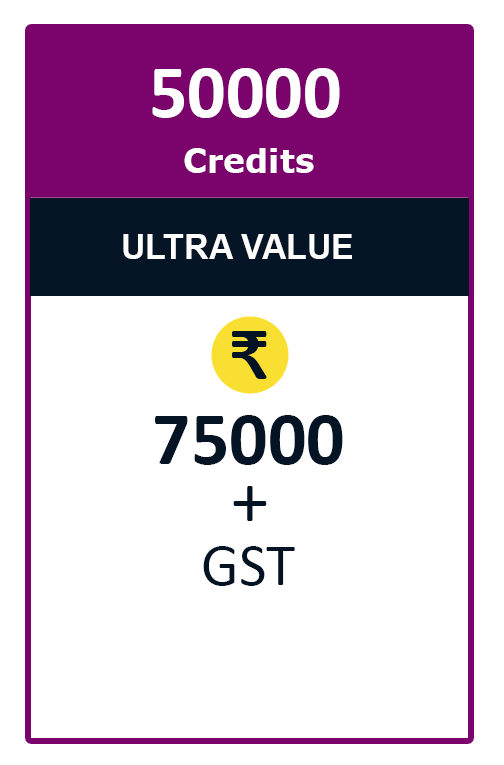 50000
Credits
ULTRA VALUE
₹
75000
+
GST